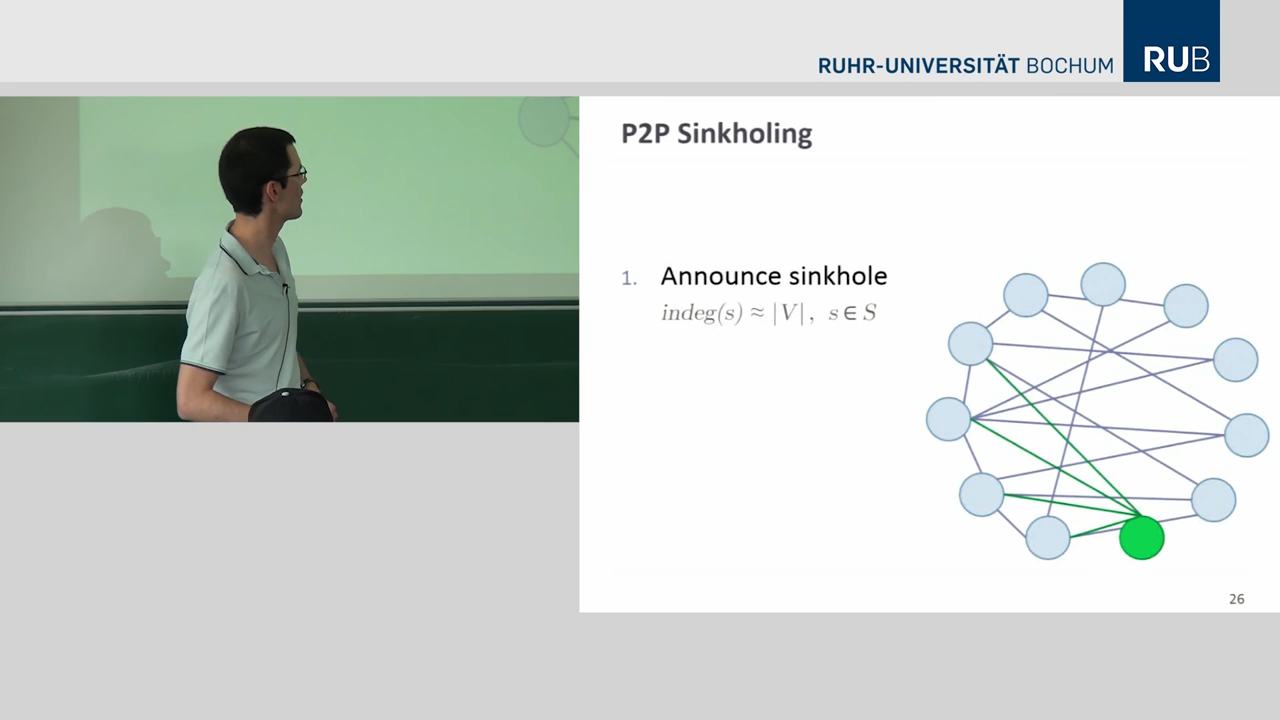 RUHR-UNIVERSITÄT BOCHUM
RUB
P2P Sinkholing
1. Announce sinkhole
indeg(s) ≈ |V| , s ∈ S
26